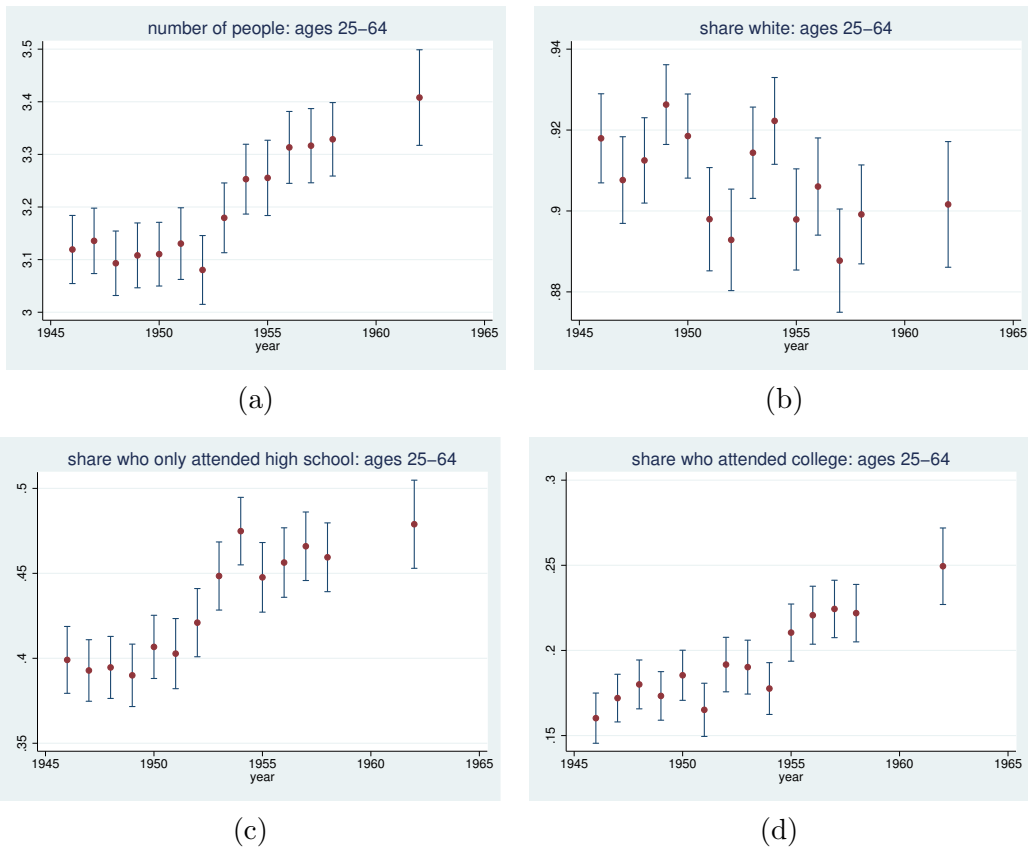 number of people: ages 25−64
3.5
3.4
3.3
3.2
3.1
3
1945 1950 1955 1960 1965
year
(a)
share white: ages 25−64
.94
.92
.9
.88
1945 1950 1955 1960 1965
year
(b)
share who only attended high school: ages 25−64
.5
.45
.4
.35
1945 1950 1955 1960 1965
year
(c)
share who attended college: ages 25−64
.3
.25
.2
.15
1945 1950 1955 1960 1965
year
(d)